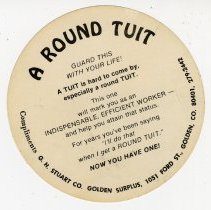 A ROUND TUIT
GUARD THIS
WITH YOUR LIFE!
A TUIT is hard to come by,
especially a round TUIT.
This one
will mark you as an
INDISPENSABLE, EFFICIENT WORKER —
and help you attain that status.
For years you've been saying
"I'll do that
when I get a ROUND TUIT."
NOW YOU HAVE ONE!
Compliments G. H. STUART CO. GOLDEN SURPLUS, 1051 FORD ST., GOLDEN, CO. 80401 279-5442